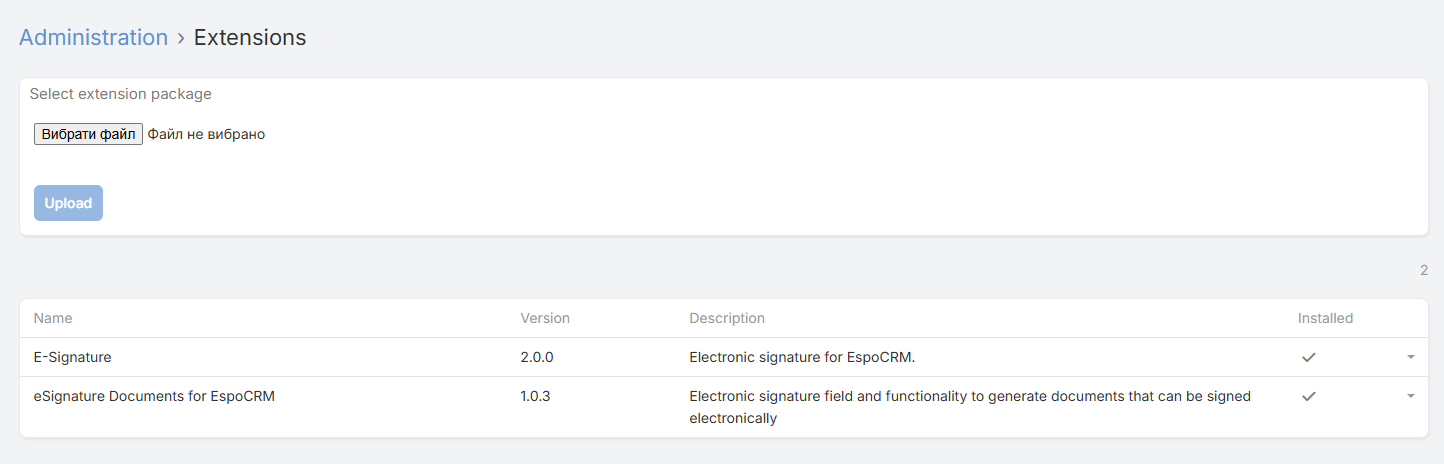 Administration › Extensions
Select extension package
Вибрати файл Файл не вибрано
Upload
2
Name Version Description Installed
E-Signature 2.0.0 Electronic signature for EspoCRM.
eSignature Documents for EspoCRM 1.0.3 Electronic signature field and functionality to generate documents that can be signed
electronically